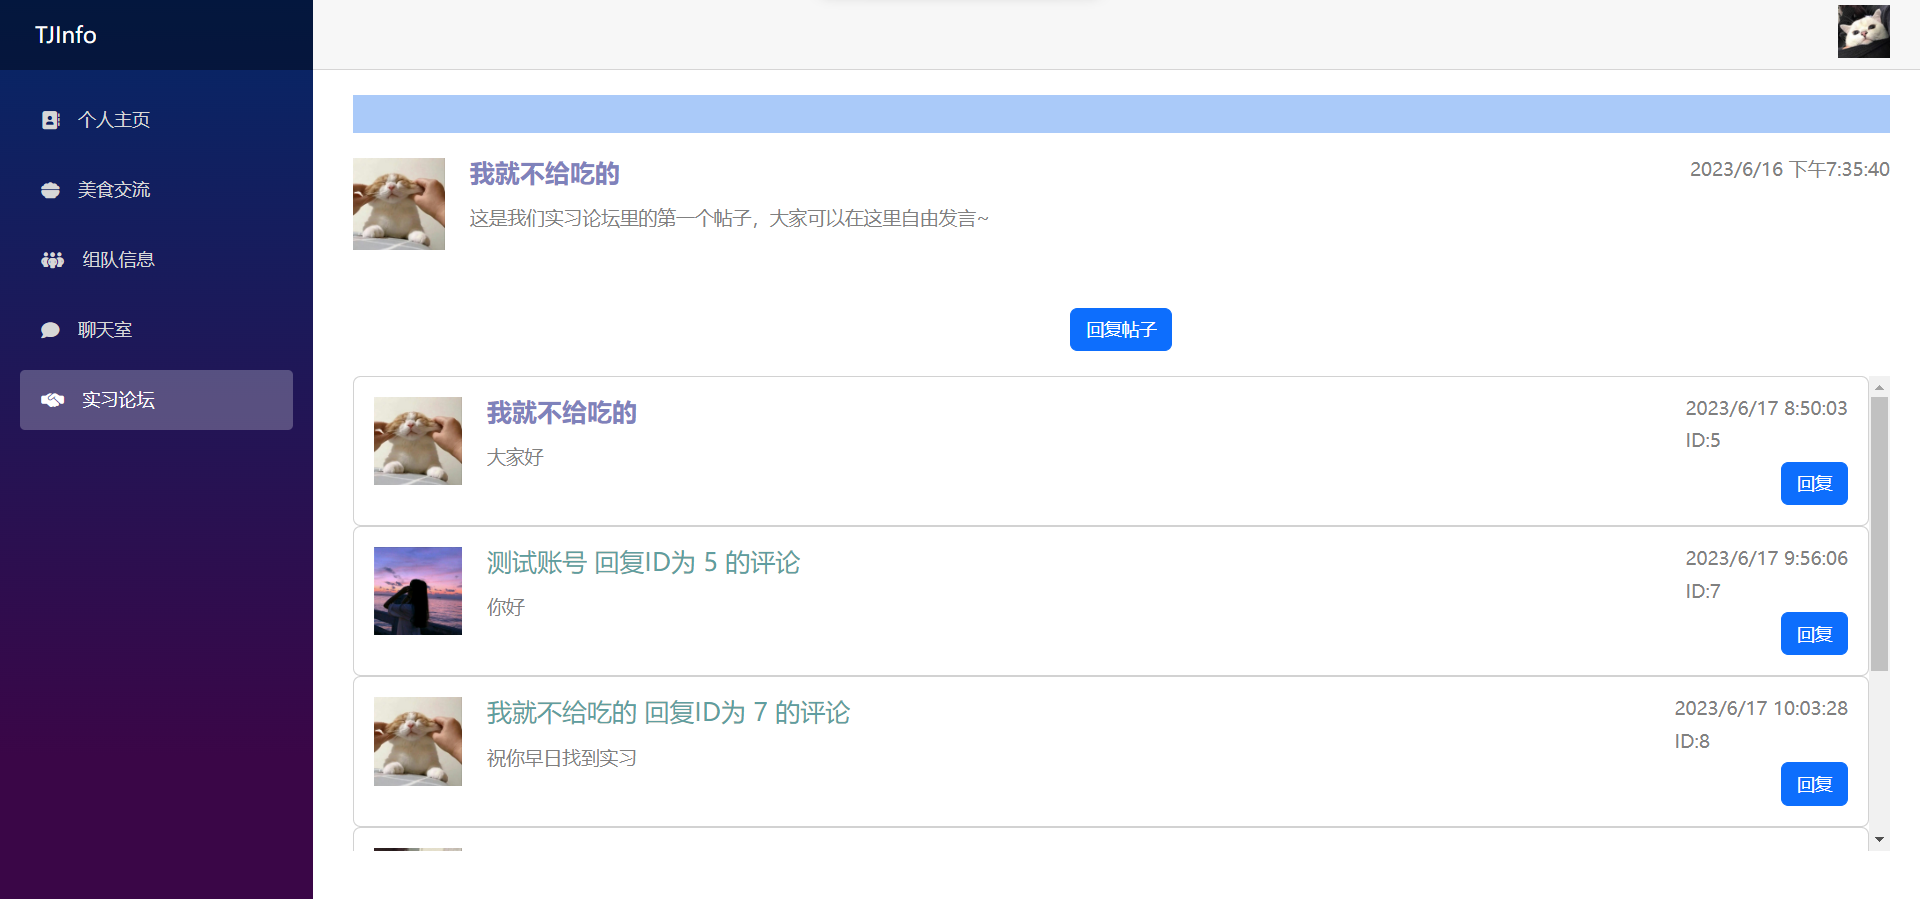 TJInfo
个人主页
美食交流
组队信息
聊天室
实习论坛
我就不给吃的
2023/6/16 下午7:35:40
这是我们实习论坛里的第一个帖子，大家可以在这里自由发言~
回复帖子
我就不给吃的
2023/6/17 8:50:03
大家好
ID:5
回复
测试账号 回复ID为 5 的评论
2023/6/17 9:56:06
你好
ID:7
回复
我就不给吃的 回复ID为 7 的评论
2023/6/17 10:03:28
祝你早日找到实习
ID:8
回复